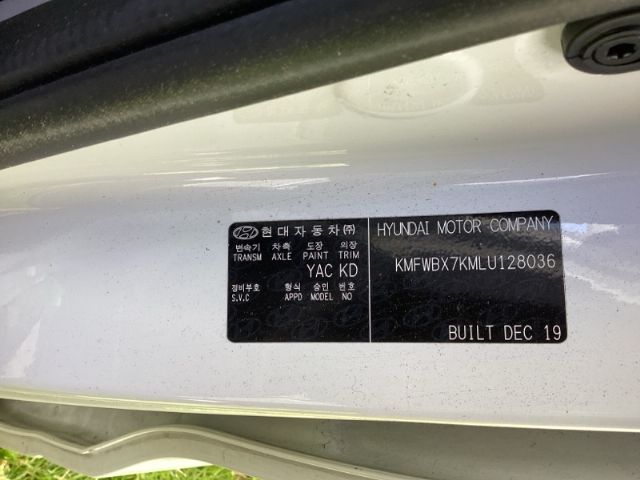 현대자동차㈜
변속기 차축 도장 외장
TRANSM AXLE PAINT TRIM
YAC KD
정비부호 형식 승인 번호
S.V.C APPD MODEL NO
HYUNDAI MOTOR COMPANY
KMFWBX7KMLU128036
BUILT DEC 19